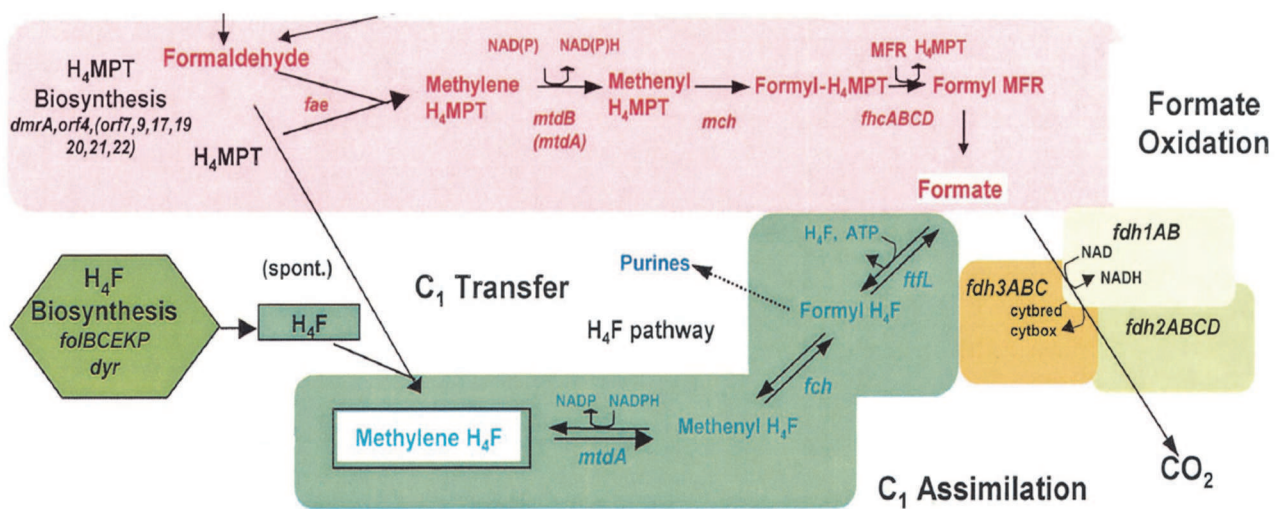 Formaldehyde
H₄MPT
Biosynthesis
dmrA,orf4,(orf7,9,17,19
20,21,22)
H₄MPT
fae
Methylene
H₄MPT
NAD(P) NAD(P)H
mtdB
(mtdA)
Methenyl
H₄MPT
mch
Formyl-H₄MPT
MFR H₄MPT
fhcABCD
Formyl MFR
Formate
Oxidation
Formate
H₄F
Biosynthesis
folBCEKP
dyr
(spont.)
H₄F
C₁ Transfer
Purines
H₄F pathway
H₄F, ATP
ftfL
Formyl H₄F
fch
fdh1AB
NAD
NADH
fdh3ABC
cytbred
cytbox
fdh2ABCD
Methylene H₄F
NADP NADPH
mtdA
Methenyl H₄F
CO₂
C₁ Assimilation